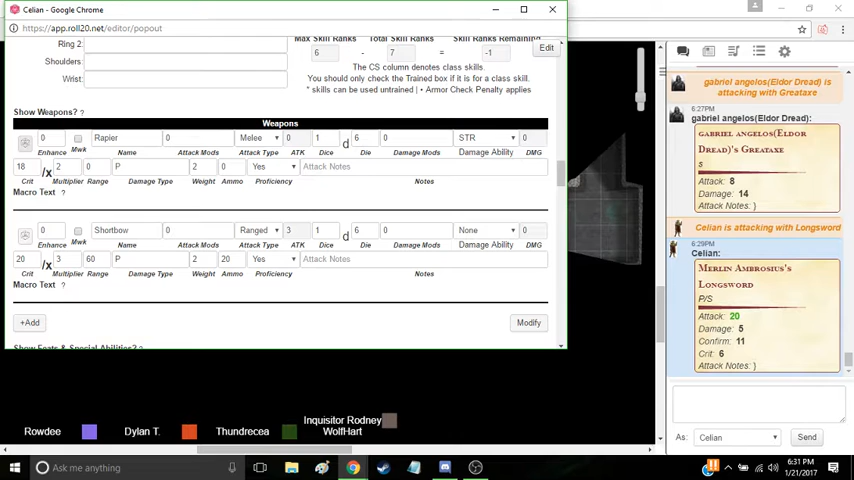 Celian - Google Chrome
https://app.roll20.net/editor/popout
Ring 2:
Shoulders:
Wrist:
Max Skill Ranks Total Skill Ranks Skill Ranks Remaining
6 - 7 = -1
Edit
The CS column denotes class skills.
You should only check the Trained box if it is for a class skill.
* skills can be used untrained | • Armor Check Penalty applies
Show Weapons? ?
Weapons
0 Rapier 0 Melee 0 1 d 6 0 STR 0
Enhance Mwk Name Attack Mods Attack Type ATK Dice Die Damage Mods Damage Ability DMG
18 /x 2 0 P 2 0 Yes Attack Notes
Crit Multiplier Range Damage Type Weight Ammo Proficiency Notes
Macro Text ?
0 Shortbow 0 Ranged 3 1 d 6 0 None 0
Enhance Mwk Name Attack Mods Attack Type ATK Dice Die Damage Mods Damage Ability DMG
20 /x 3 60 P 2 20 Yes Attack Notes
Crit Multiplier Range Damage Type Weight Ammo Proficiency Notes
Macro Text ?
+Add
Modify
Show Feats & Special Abilities? ?
gabriel angelos(Eldor Dread) is
attacking with Greataxe
6:27PM
gabriel angelos(Eldor
Dread):
Gabriel Angelos(Eldor
Dread)'s Greataxe
S
Attack: 8
Damage: 14
Attack Notes: )
Celian is attacking with Longsword
6:29PM
Celian:
Merlin Ambrosius's
Longsword
P/S
Attack: 20
Damage: 5
Confirm: 11
Crit: 6
Attack Notes: )
As: Celian
Send
Rowdee
Dylan T.
Thundrecea
Inquisitor Rodney
WolfHart
Ask me anything
6:31 PM
1/21/2017